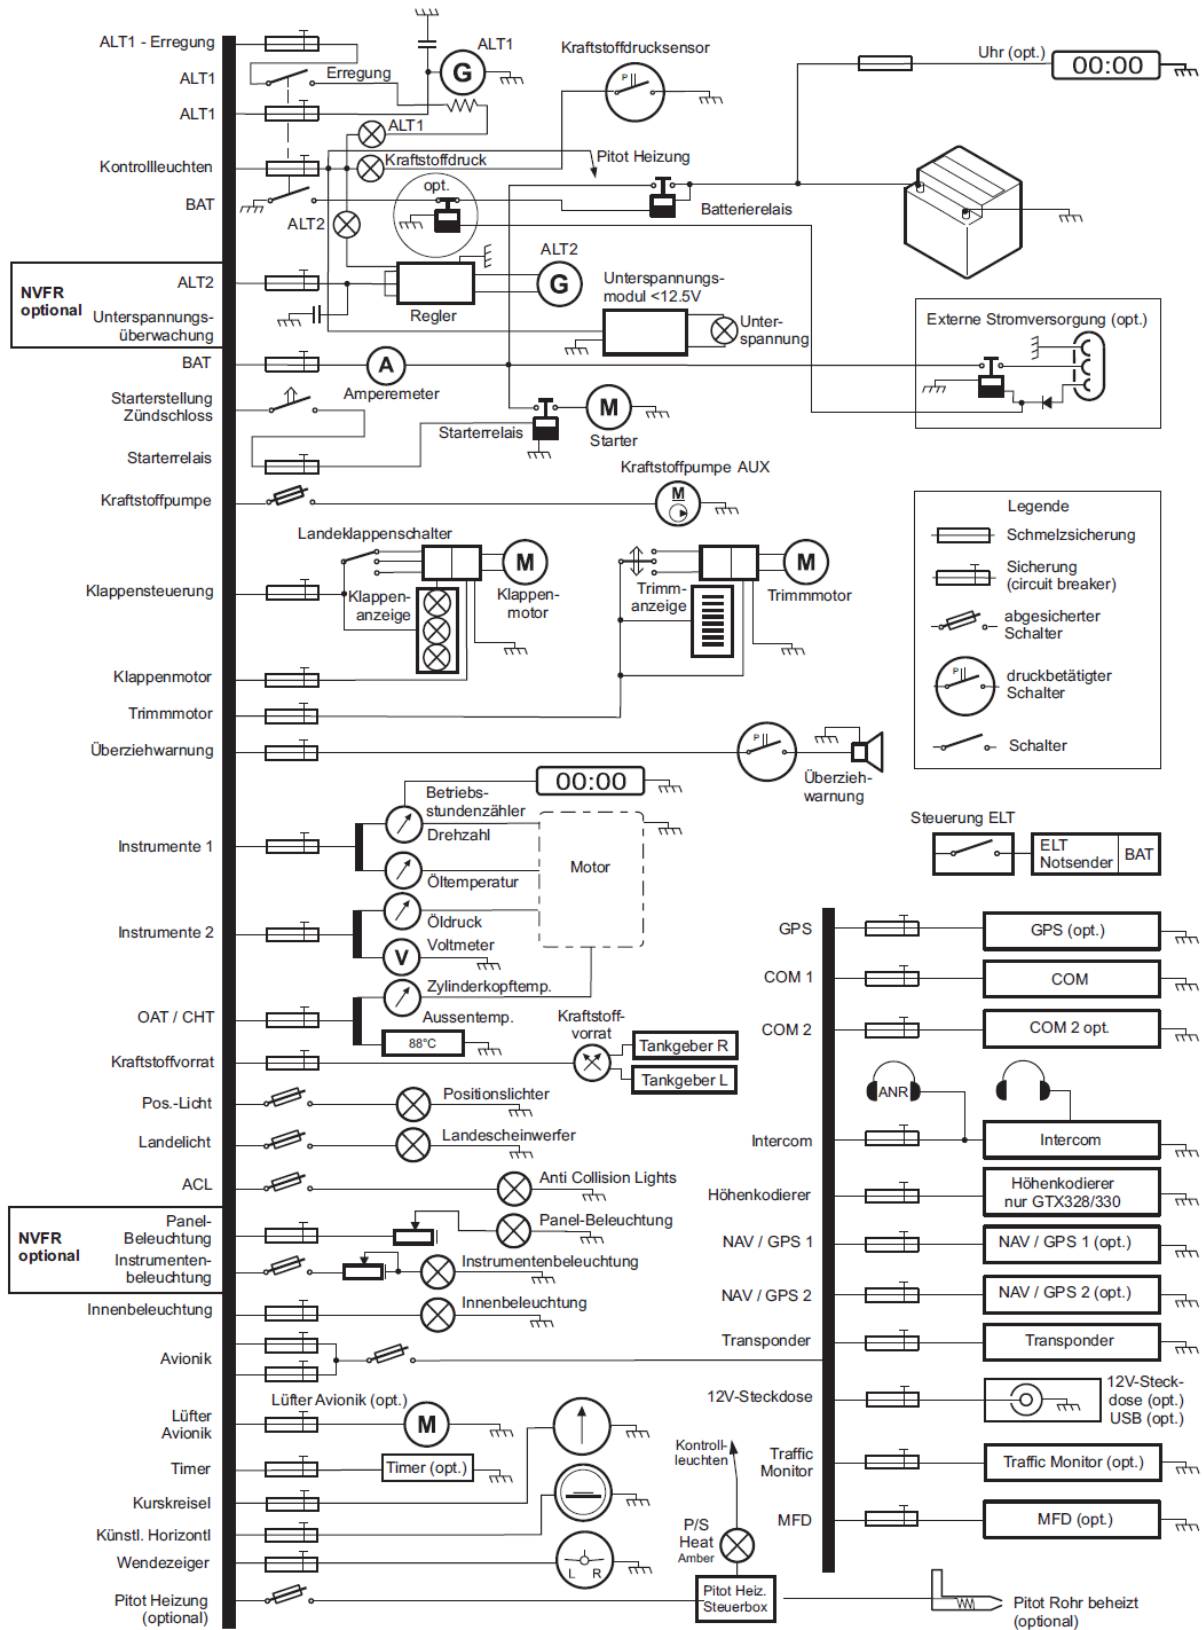 ALT1 - Erregung
ALT1
Erregung
ALT1
G
ALT1
ALT1
Kraftstoffdrucksensor
P
Uhr (opt.)
00:00
Kontrollleuchten
Kraftstoffdruck
Pitot Heizung
BAT
opt.
Batterierelais
ALT2
NVFR
optional
ALT2
Unterspannungs-
überwachung
Regler
ALT2
G
Unterspannungs-
modul <12.5V
Unter-
spannung
Externe Stromversorgung (opt.)
BAT
A
Amperemeter
Starterstellung
Zündschloss
Starterrelais
M
Starter
Starterrelais
Kraftstoffpumpe AUX
Kraftstoffpumpe
M
Landeklappenschalter
Klappensteuerung
Klappen-
anzeige
M
Klappen-
motor
Trimm-
anzeige
M
Trimmmotor
Legende
Schmelzsicherung
Sicherung
(circuit breaker)
abgesicherter
Schalter
P
druckbetätigter
Schalter
Schalter
Klappenmotor
Trimmmotor
Überziehwarnung
P
Überzieh-
warnung
Betriebs-
stundenzähler
00:00
Drehzahl
Instrumente 1
Öltemperatur
Motor
Instrumente 2
Öldruck
V
Voltmeter
OAT / CHT
Zylinderkopftemp.
Aussentemp.
88°C
Kraftstoffvorrat
Kraftstoff-
vorrat
Tankgeber R
Tankgeber L
Pos.-Licht
Positionslichter
Landelicht
Landescheinwerfer
ACL
Anti Collision Lights
NVFR
optional
Panel-
Beleuchtung
Panel-Beleuchtung
Instrumenten-
beleuchtung
Instrumentenbeleuchtung
Innenbeleuchtung
Innenbeleuchtung
Avionik
Lüfter
Avionik
Lüfter Avionik (opt.)
M
Timer
Timer (opt.)
Kurskreisel
Künstl. Horizontl
Wendezeiger
L R
Pitot Heizung
(optional)
Kontroll-
leuchten
P/S
Heat
Amber
Pitot Heiz.
Steuerbox
Pitot Rohr beheizt
(optional)
Steuerung ELT
ELT
Notsender
BAT
GPS
GPS (opt.)
COM 1
COM
COM 2
COM 2 opt.
ANR
Intercom
Intercom
Höhenkodierer
Höhenkodierer
nur GTX328/330
NAV / GPS 1
NAV / GPS 1 (opt.)
NAV / GPS 2
NAV / GPS 2 (opt.)
Transponder
Transponder
12V-Steckdose
12V-Steck-
dose (opt.)
USB (opt.)
Traffic
Monitor
Traffic Monitor (opt.)
MFD
MFD (opt.)